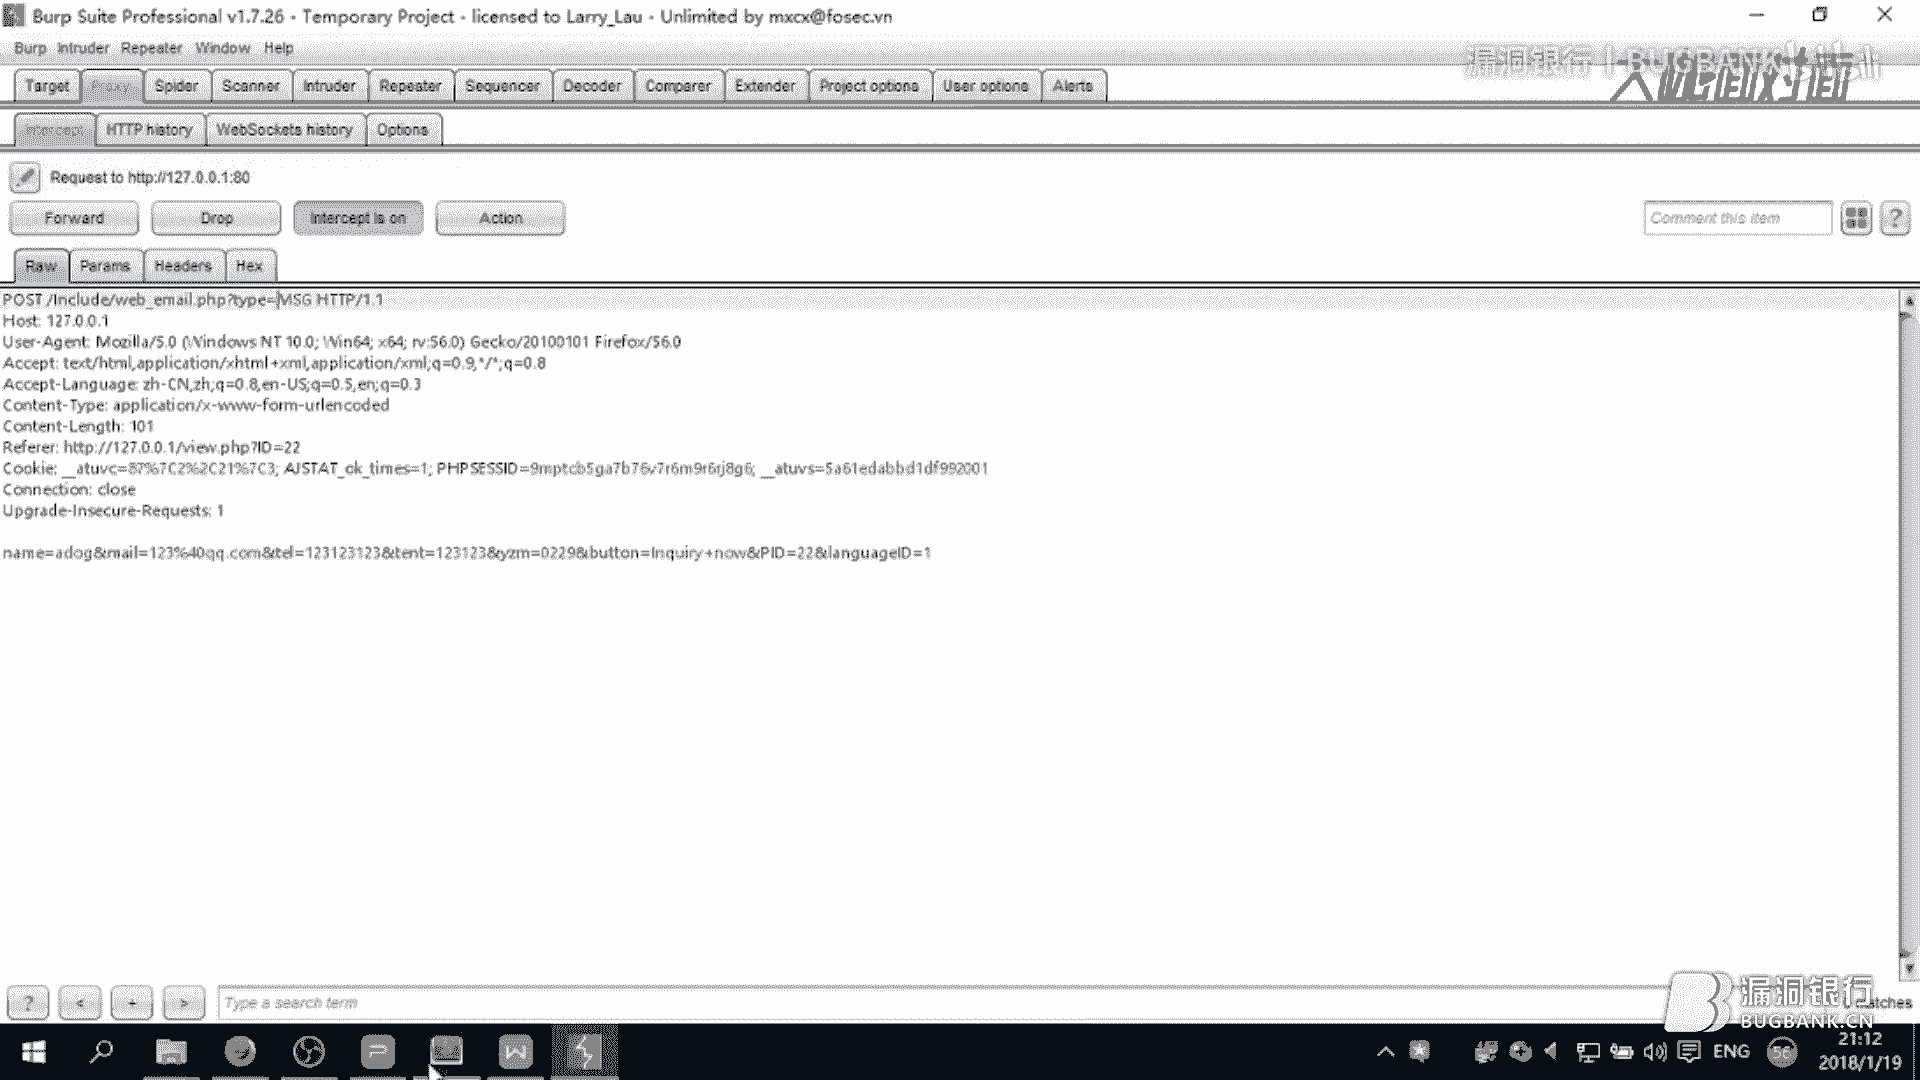 Burp Suite Professional v1.7.26 - Temporary Project - licensed to Larry_Lau - Unlimited by mxcx@fosec.vn
Burp Intruder Repeater Window Help
漏洞银行 | BUGBANK
Target Proxy Spider Scanner Intruder Repeater Sequencer Decoder Comparer Extender Project options User options Alerts
Intercept HTTP history WebSockets history Options
Request to http://127.0.0.1:80
Forward Drop Intercept is on Action Comment this item ?
Raw Params Headers Hex
POST /Include/web_email.php?type=MSG HTTP/1.1
Host: 127.0.0.1
User-Agent: Mozilla/5.0 (Windows NT 10.0; Win64; x64; rv:56.0) Gecko/20100101 Firefox/56.0
Accept: text/html,application/xhtml+xml,application/xml;q=0.9,*/*;q=0.8
Accept-Language: zh-CN,zh;q=0.8,en-US;q=0.5,en;q=0.3
Content-Type: application/x-www-form-urlencoded
Content-Length: 101
Referer: http://127.0.0.1/view.php?ID=22
Cookie: __atuvc=87%7C2%2C21%7C3; AJSTAT_ok_times=1; PHPSESSID=9mptcb5ga7b76v7r6m9r6rj8g6; __atuvs=5a61edabbd1df992001
Connection: close
Upgrade-Insecure-Requests: 1
name=adog&mail=123%40qq.com&tel=123123123&tent=123123&yzm=0229&button=Inquiry+now&PID=22&languageID=1
? < + > Type a search term matches
漏洞银行
BUGBANK.CN
ENG 56 21:12
2018/1/19